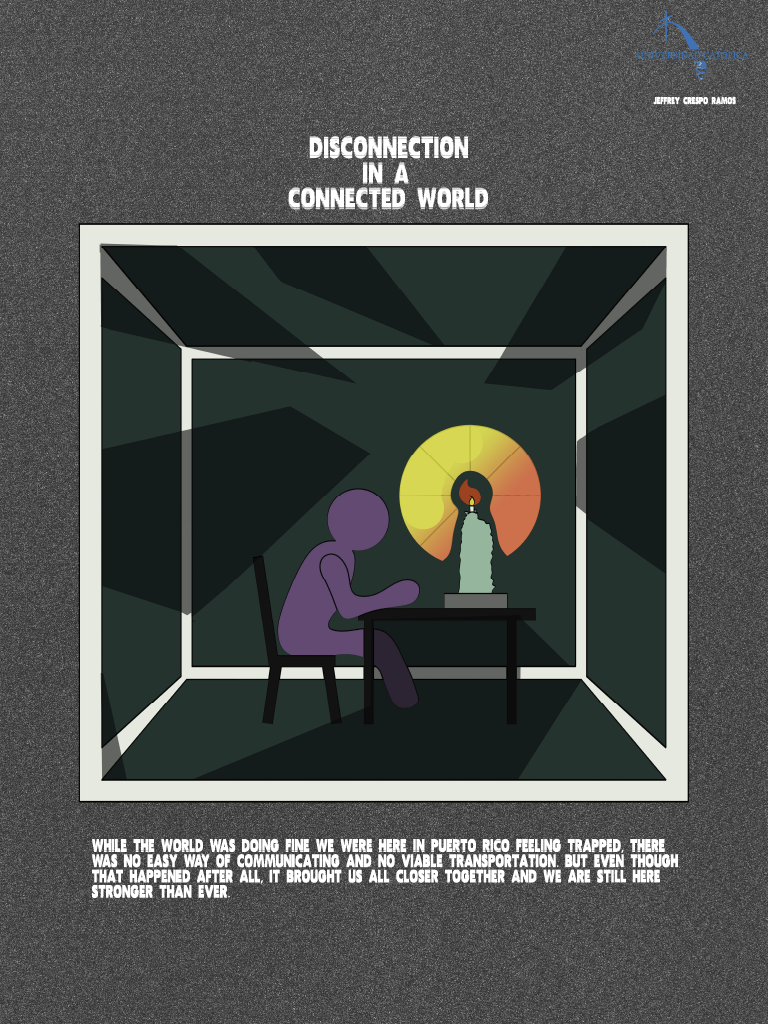 JEFFREY CRESPO RAMOS
DISCONNECTION
IN A
CONNECTED WORLD
WHILE THE WORLD WAS DOING FINE WE WERE HERE IN PUERTO RICO FEELING TRAPPED, THERE
WAS NO EASY WAY OF COMMUNICATING AND NO VIABLE TRANSPORTATION. BUT EVEN THOUGH
THAT HAPPENED AFTER ALL, IT BROUGHT US ALL CLOSER TOGETHER AND WE ARE STILL HERE
STRONGER THAN EVER.